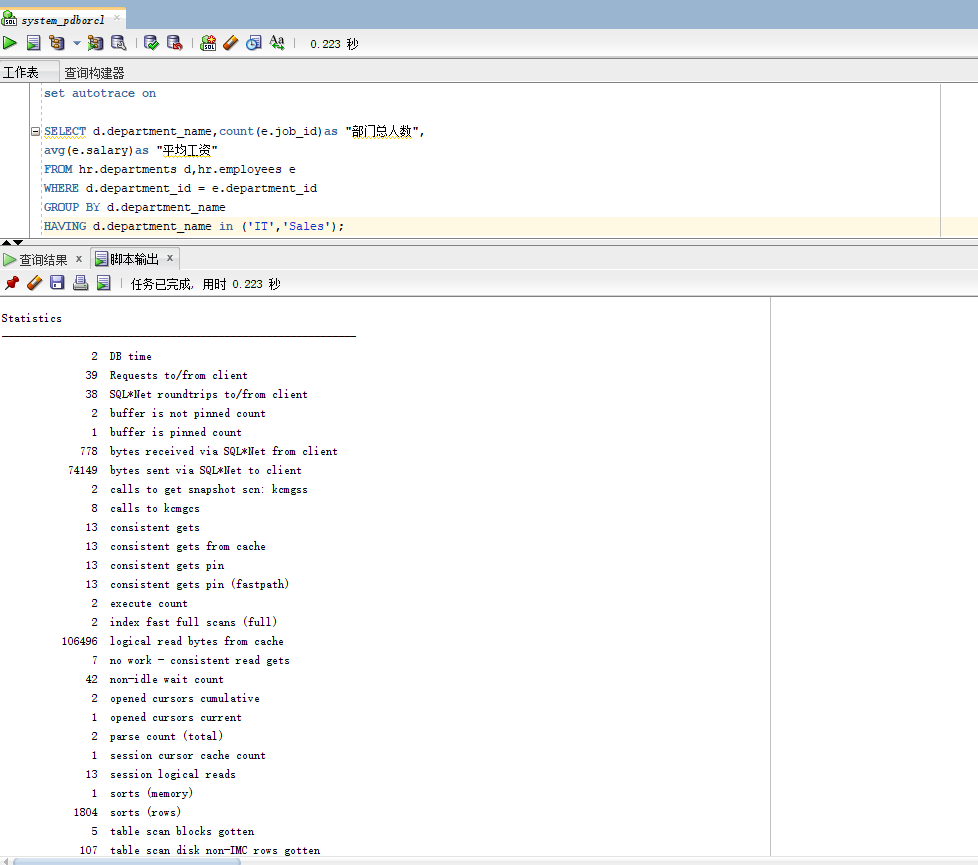 system_pdborcl
0.223 秒
工作表 查询构建器
set autotrace on
SELECT d.department_name,count(e.job_id)as "部门总人数",
avg(e.salary)as "平均工资"
FROM hr.departments d,hr.employees e
WHERE d.department_id = e.department_id
GROUP BY d.department_name
HAVING d.department_name in ('IT','Sales');
查询结果 x 脚本输出 x
任务已完成, 用时 0.223 秒
Statistics
2 DB time
39 Requests to/from client
38 SQL*Net roundtrips to/from client
2 buffer is not pinned count
1 buffer is pinned count
778 bytes received via SQL*Net from client
74149 bytes sent via SQL*Net to client
2 calls to get snapshot scn: kcmgss
8 calls to kcmgcs
13 consistent gets
13 consistent gets from cache
13 consistent gets pin
13 consistent gets pin (fastpath)
2 execute count
2 index fast full scans (full)
106496 logical read bytes from cache
7 no work - consistent read gets
42 non-idle wait count
2 opened cursors cumulative
1 opened cursors current
2 parse count (total)
1 session cursor cache count
13 session logical reads
1 sorts (memory)
1804 sorts (rows)
5 table scan blocks gotten
107 table scan disk non-IMC rows gotten